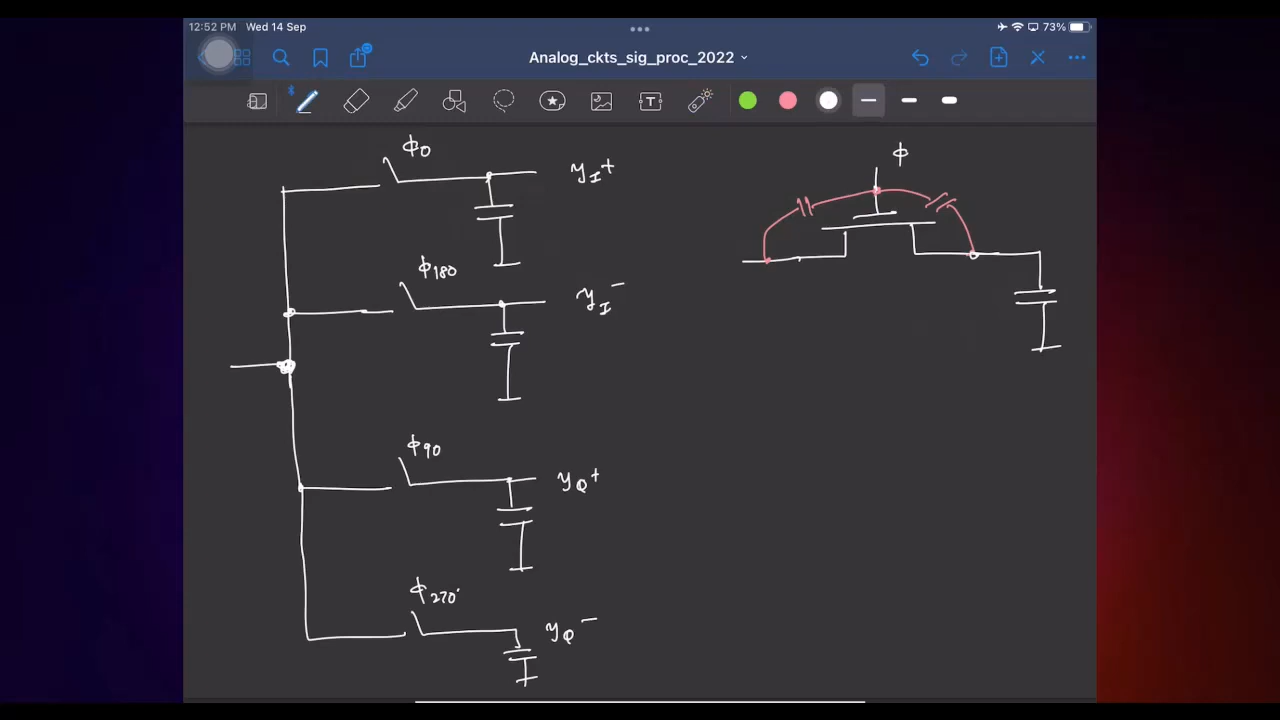 12:52 PM Wed 14 Sep
73%
Analog_ckts_sig_proc_2022
T
ϕ0
yI+
ϕ
ϕ180
yI−
ϕ90
yQ+
ϕ270°
yQ−